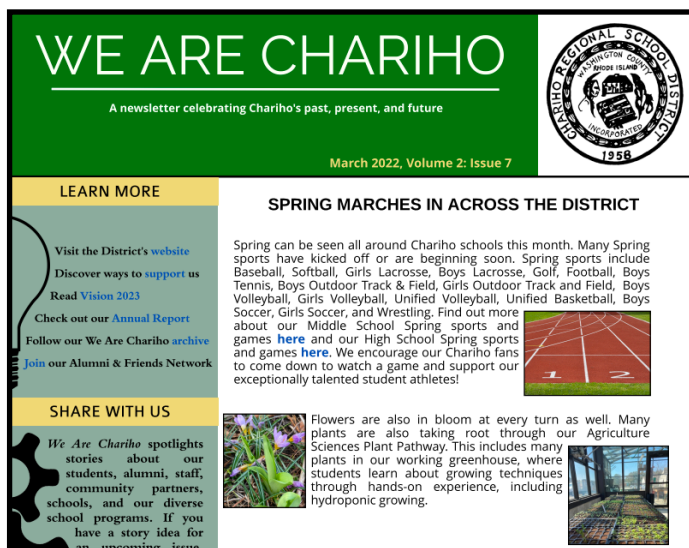 WE ARE CHARIHO
A newsletter celebrating Chariho's past, present, and future
March 2022, Volume 2: Issue 7
CHARIHO REGIONAL SCHOOL DISTRICT
WASHINGTON COUNTY
RHODE ISLAND
INCORPORATED
1958
LEARN MORE
Visit the District's website
Discover ways to support us
Read Vision 2023
Check out our Annual Report
Follow our We Are Chariho archive
Join our Alumni & Friends Network
SHARE WITH US
We Are Chariho spotlights
stories about our
students, alumni, staff,
community partners,
schools, and our diverse
school programs. If you
have a story idea for
an upcoming issue,
SPRING MARCHES IN ACROSS THE DISTRICT
Spring can be seen all around Chariho schools this month. Many Spring
sports have kicked off or are beginning soon. Spring sports include
Baseball, Softball, Girls Lacrosse, Boys Lacrosse, Golf, Football, Boys
Tennis, Boys Outdoor Track & Field, Girls Outdoor Track and Field, Boys
Volleyball, Girls Volleyball, Unified Volleyball, Unified Basketball, Boys
Soccer, Girls Soccer, and Wrestling. Find out more
about our Middle School Spring sports and
games here and our High School Spring sports
and games here. We encourage our Chariho fans
to come down to watch a game and support our
exceptionally talented student athletes!
1 2
Flowers are also in bloom at every turn as well. Many
plants are also taking root through our Agriculture
Sciences Plant Pathway. This includes many
plants in our working greenhouse, where
students learn about growing techniques
through hands-on experience, including
hydroponic growing.